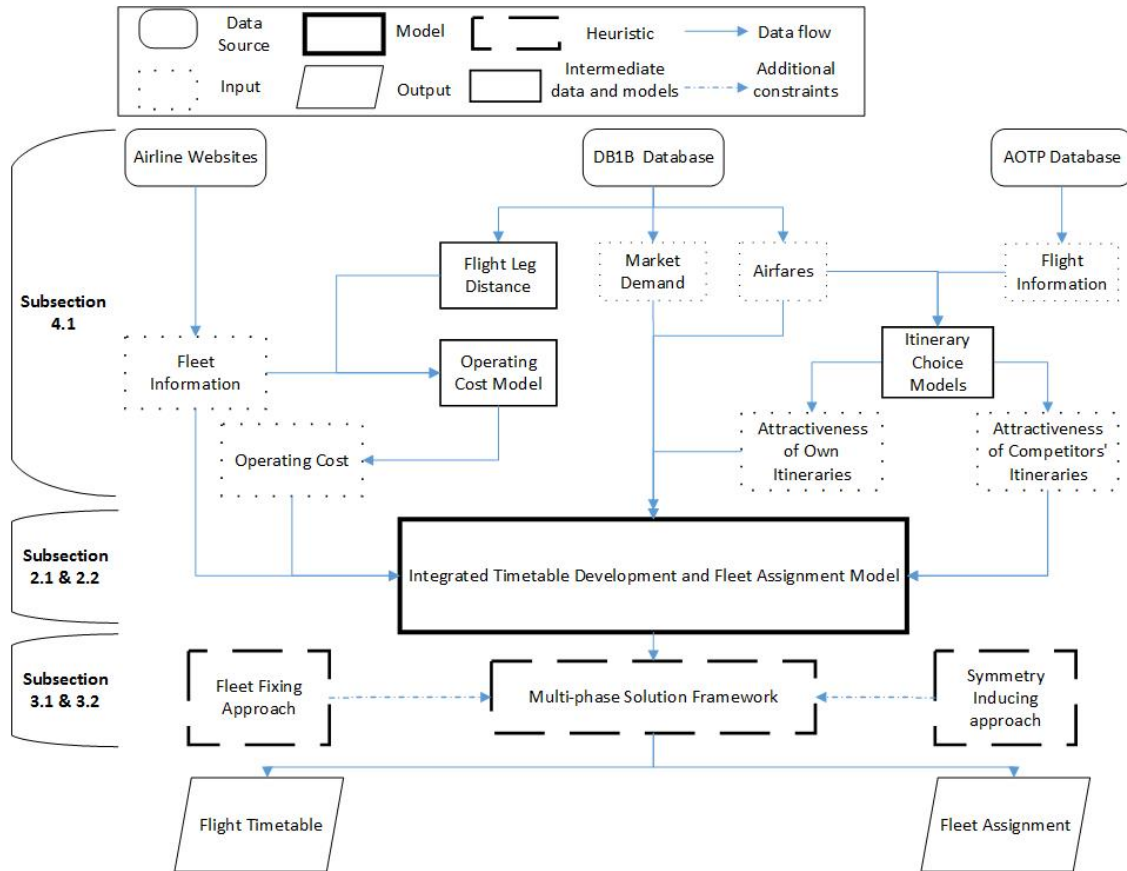 Data
Source
Model
Heuristic
Data flow
Input
Output
Intermediate
data and models
Additional
constraints
Airline Websites
DB1B Database
AOTP Database
Subsection
4.1
Flight Leg
Distance
Market
Demand
Airfares
Flight
Information
Fleet
Information
Operating
Cost Model
Itinerary
Choice
Models
Operating Cost
Attractiveness
of Own
Itineraries
Attractiveness
of Competitors'
Itineraries
Subsection
2.1 & 2.2
Integrated Timetable Development and Fleet Assignment Model
Subsection
3.1 & 3.2
Fleet Fixing
Approach
Multi-phase Solution Framework
Symmetry
Inducing
approach
Flight Timetable
Fleet Assignment